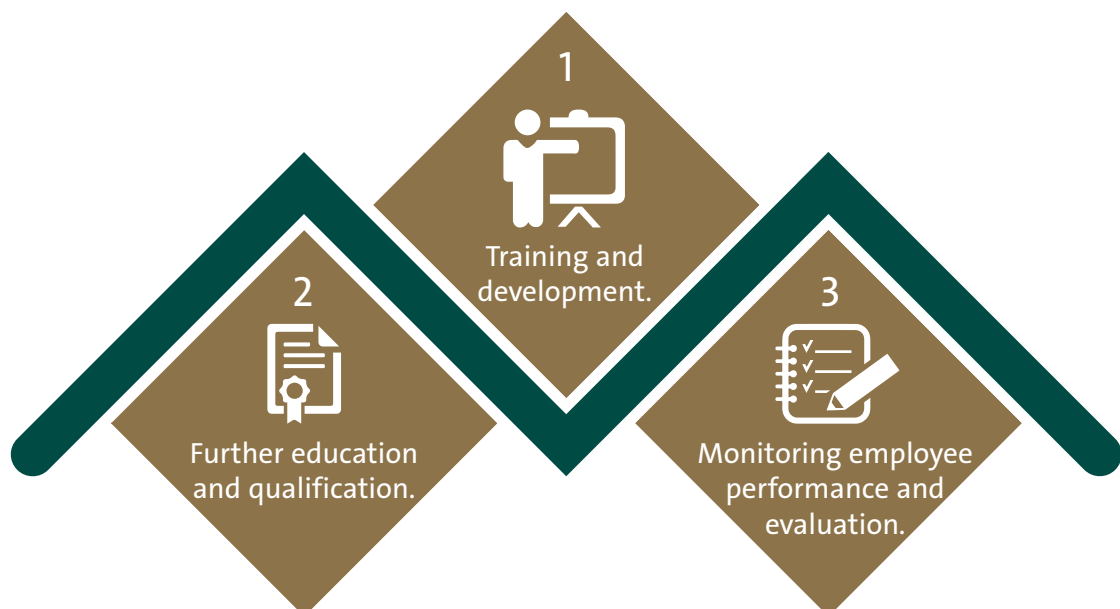 1
Training and
development.
2
Further education
and qualification.
3
Monitoring employee
performance and
evaluation.